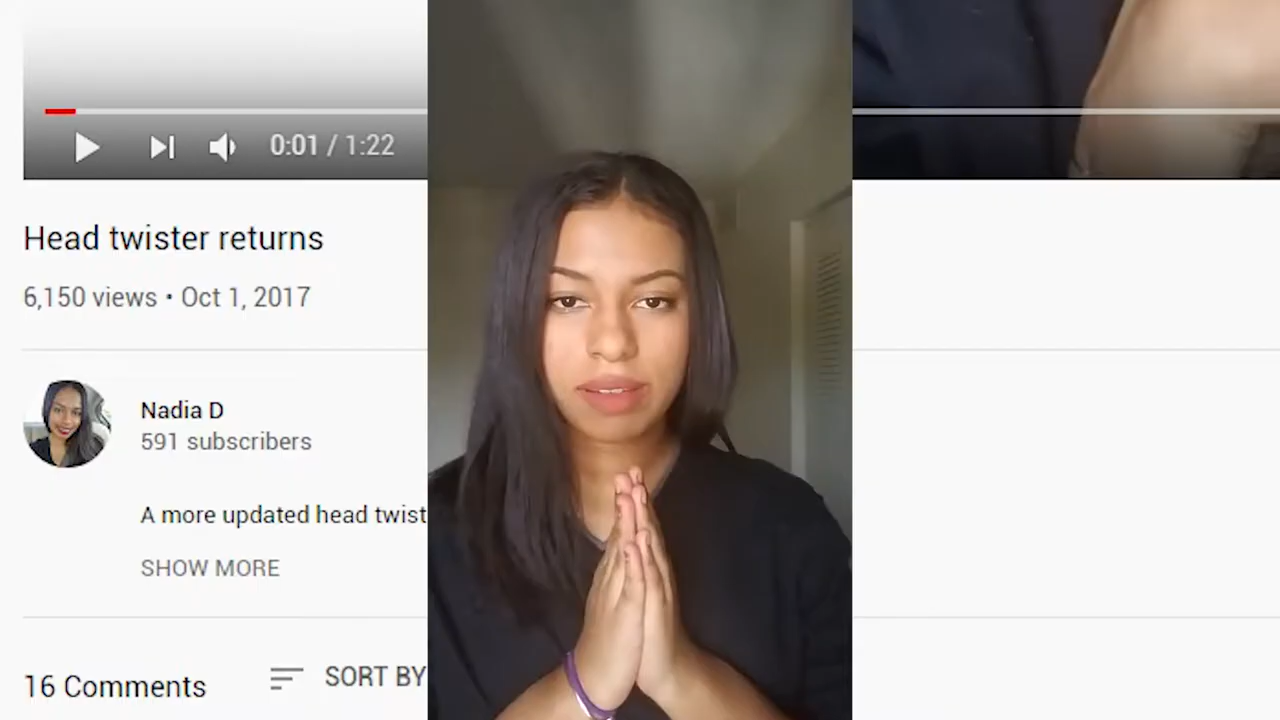 0:01 / 1:22
Head twister returns
6,150 views • Oct 1, 2017
Nadia D
591 subscribers
A more updated head twist
SHOW MORE
16 Comments
SORT BY